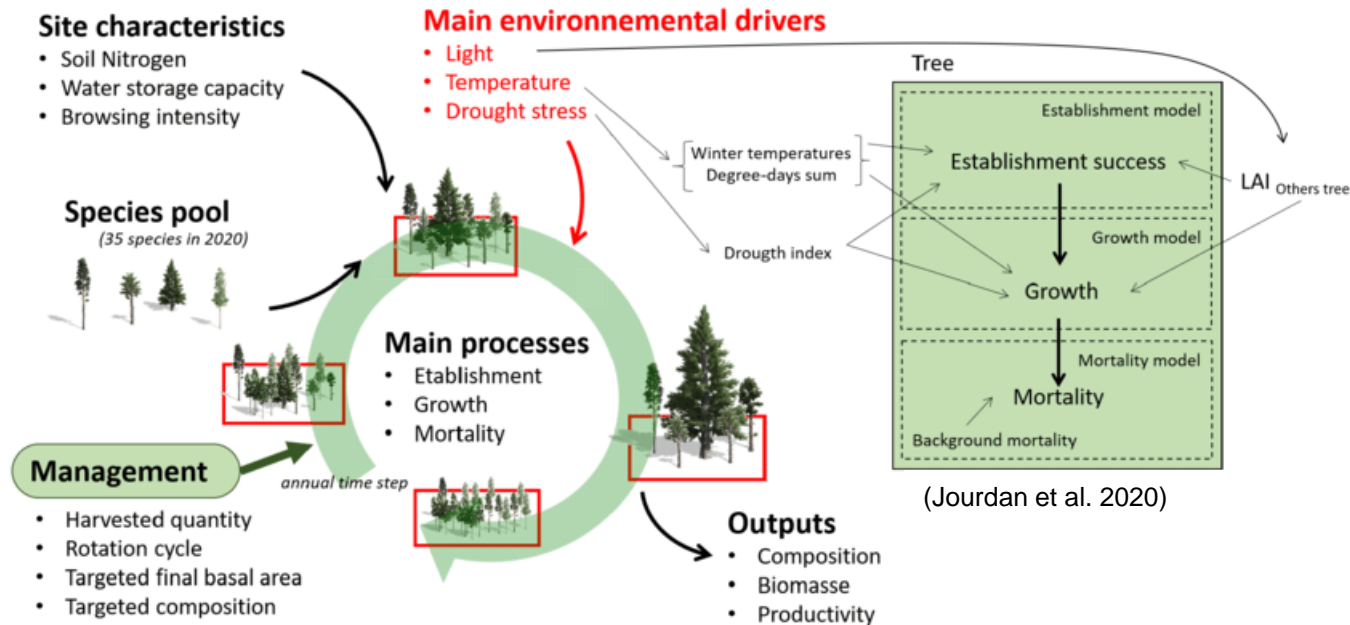 Site characteristics
• Soil Nitrogen
• Water storage capacity
• Browsing intensity
Main environnemental drivers
• Light
• Temperature
• Drought stress
Species pool
(35 species in 2020)
Main processes
• Etablishment
• Growth
• Mortality
annual time step
Management
• Harvested quantity
• Rotation cycle
• Targeted final basal area
• Targeted composition
Outputs
• Composition
• Biomasse
• Productivity
Winter temperatures
Degree-days sum
Drougth index
Tree
Establishment model
Establishment success
LAI Others tree
Growth model
Growth
Mortality model
Mortality
Background mortality
(Jourdan et al. 2020)